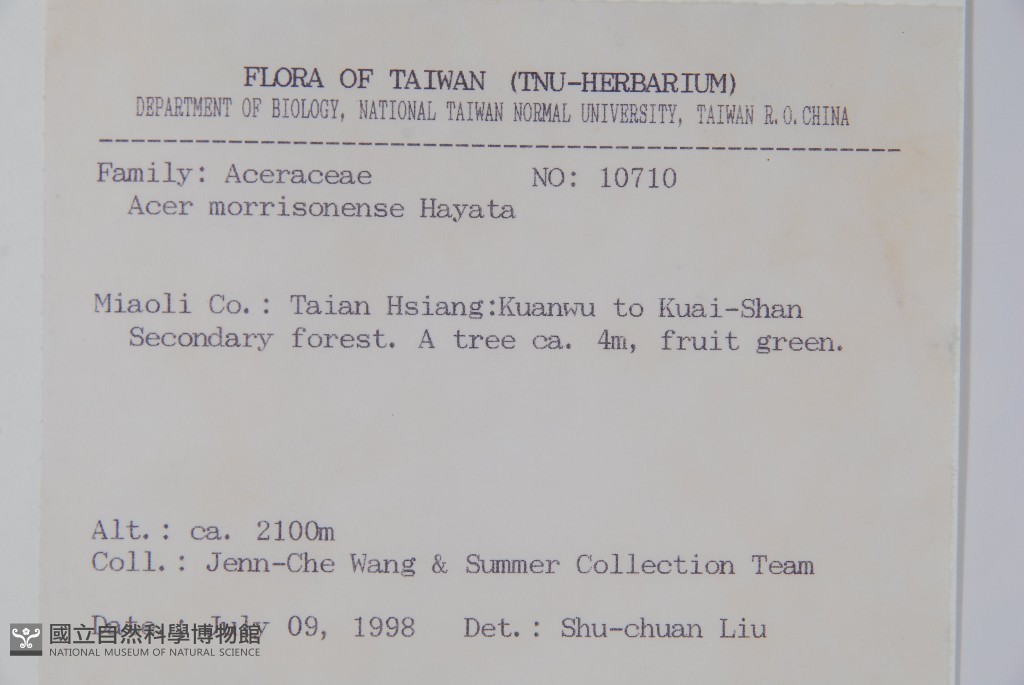 FLORA OF TAIWAN (TNU-HERBARIUM)
DEPARTMENT OF BIOLOGY, NATIONAL TAIWAN NORMAL UNIVERSITY, TAIWAN R.O.CHINA
Family: Aceraceae NO: 10710
Acer morrisonense Hayata
Miaoli Co.: Taian Hsiang:Kuanwu to Kuai-Shan
Secondary forest. A tree ca. 4m, fruit green.
Alt.: ca. 2100m
Coll.: Jenn-Che Wang & Summer Collection Team
Date.: July 09, 1998 Det.: Shu-chuan Liu
國立自然科學博物館
NATIONAL MUSEUM OF NATURAL SCIENCE